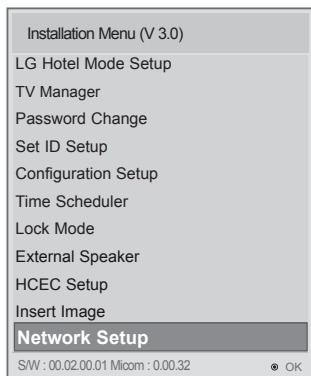 Installation Menu (V 3.0)
LG Hotel Mode Setup
TV Manager
Password Change
Set ID Setup
Configuration Setup
Time Scheduler
Lock Mode
External Speaker
HCEC Setup
Insert Image
Network Setup
S/W : 00.02.00.01 Micom : 0.00.32 ◉ OK